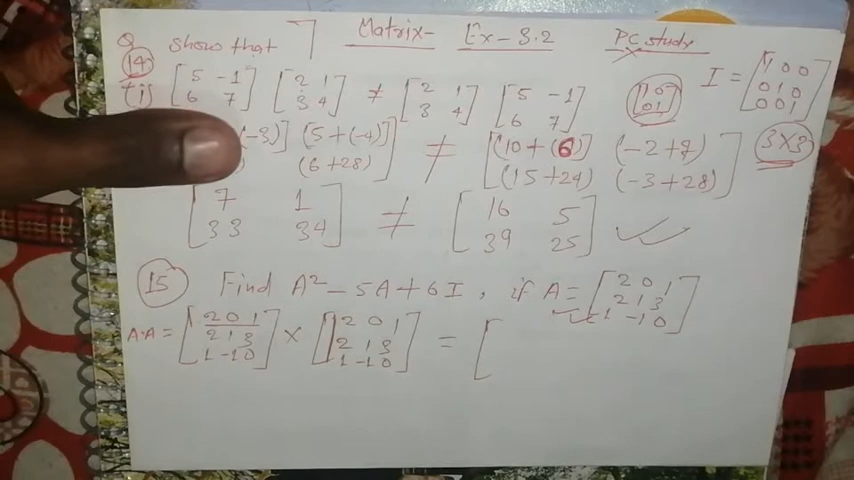 Q Show that Matrix- Ex-3.2 PC study
14
(i) [5 -1 [2 1 ≠ [2 1 [5 -1 [1 0 I = [1 0 0
6 7] 3 4] 3 4] 6 7] 0 1] 0 1 0
0 0 1]
(-3)] (5+(-4)] ≠ [(10+(6)] (-2+7) 3×3
(6+28) (15+24) (-3+28)]
[7 1 ≠ [16 5
33 34] 39 25]
15 Find A² - 5A + 6I, if A = [2 0 1
2 1 3
1 -1 0]
A·A = [2 0 1 × [2 0 1 = [
2 1 3 2 1 3
1 -1 0] 1 -1 0]